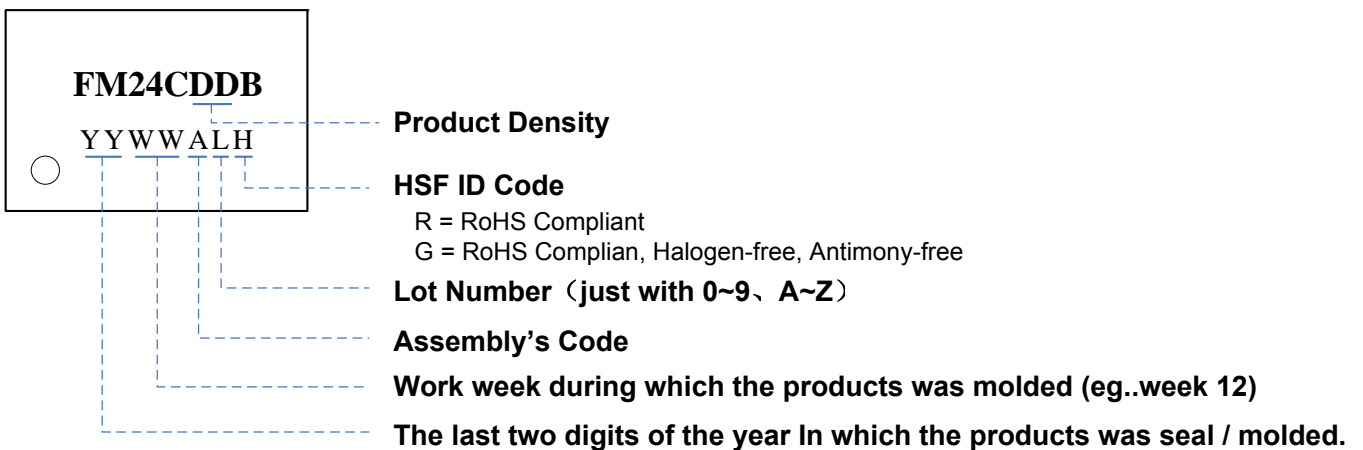 FM24CDDB
YYWWALH
Product Density
HSF ID Code
R = RoHS Compliant
G = RoHS Complian, Halogen-free, Antimony-free
Lot Number（just with 0~9、A~Z）
Assembly's Code
Work week during which the products was molded (eg..week 12)
The last two digits of the year In which the products was seal / molded.